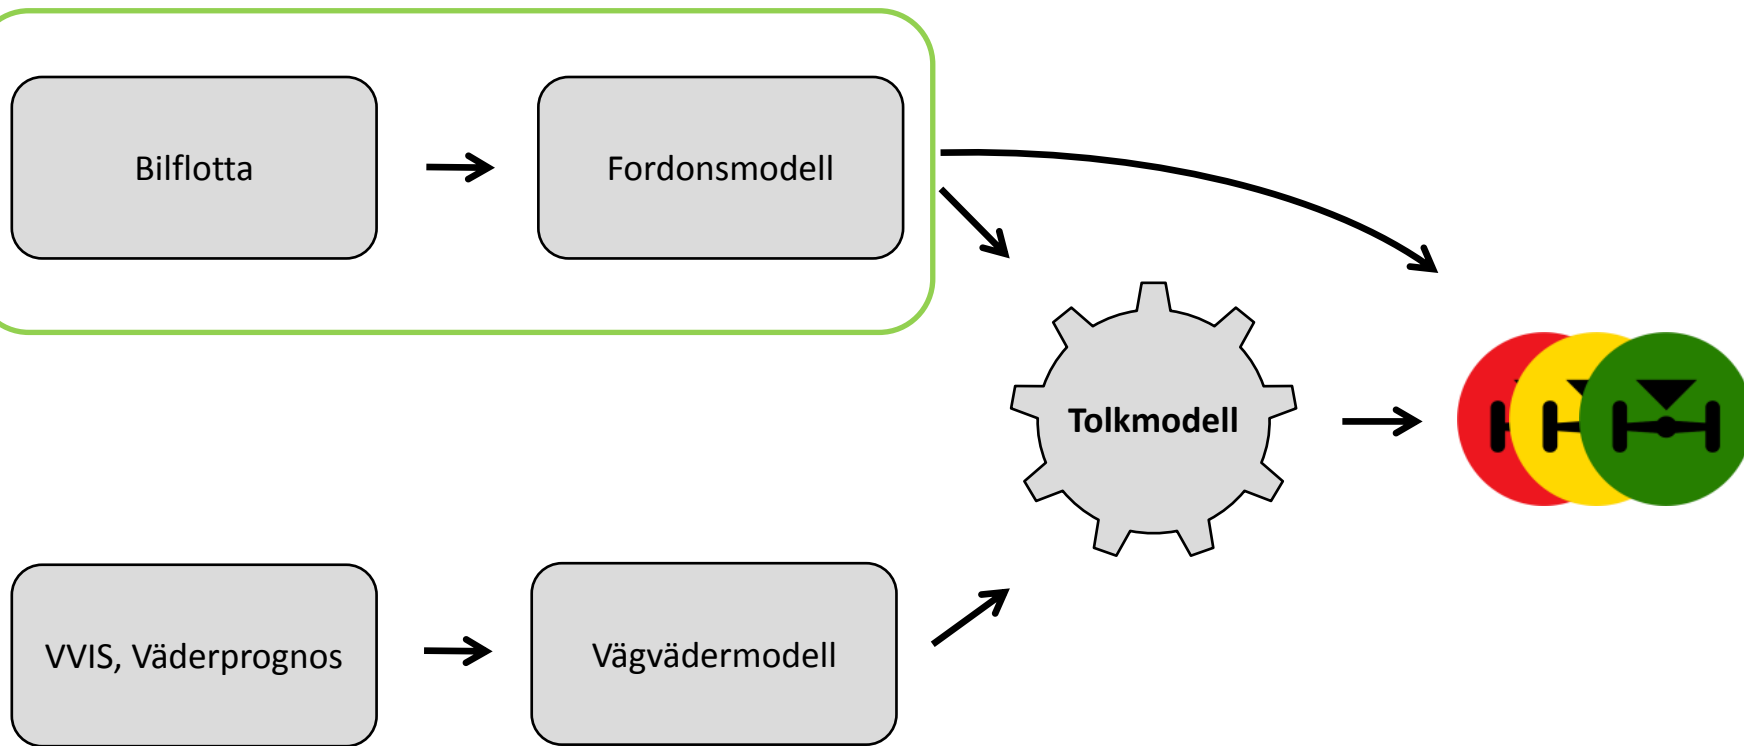 Bilflotta
Fordonsmodell
Tolkmodell
VVIS, Väderprognos
Vägvädermodell